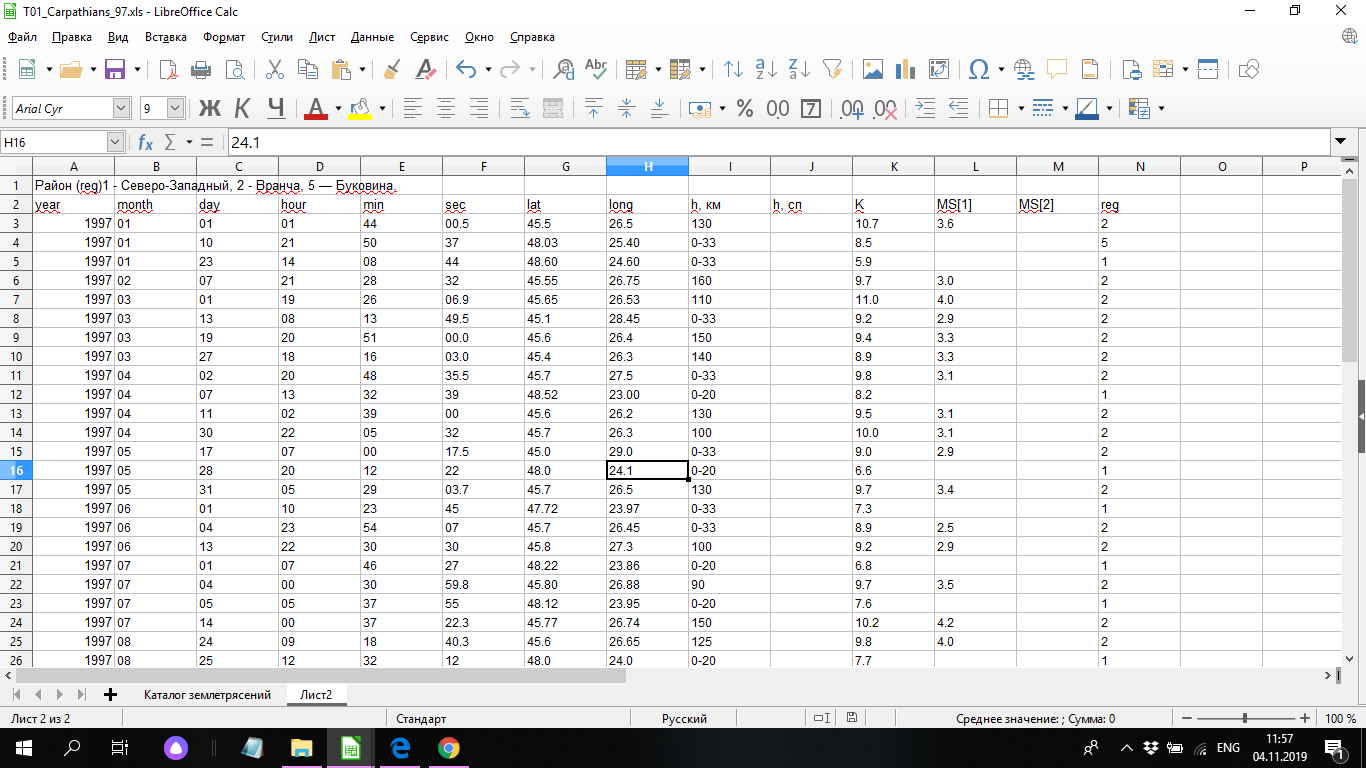 T01_Carpathians_97.xls - LibreOffice Calc
Файл Правка Вид Вставка Формат Стили Лист Данные Сервис Окно Справка
Arial Cyr 9 Ж К Ч
H16 24.1
A B C D E F G H I J K L M N O P
1 Район (reg)1 - Северо-Западный, 2 - Вранча, 5 — Буковина.
2 year month day hour min sec lat long h, км h, сп K MS[1] MS[2] reg
3 1997 01 01 01 44 00.5 45.5 26.5 130 10.7 3.6 2
4 1997 01 10 21 50 37 48.03 25.40 0-33 8.5 5
5 1997 01 23 14 08 44 48.60 24.60 0-33 5.9 1
6 1997 02 07 21 28 32 45.55 26.75 160 9.7 3.0 2
7 1997 03 01 19 26 06.9 45.65 26.53 110 11.0 4.0 2
8 1997 03 13 08 13 49.5 45.1 28.45 0-33 9.2 2.9 2
9 1997 03 19 20 51 00.0 45.6 26.4 150 9.4 3.3 2
10 1997 03 27 18 16 03.0 45.4 26.3 140 8.9 3.3 2
11 1997 04 02 20 48 35.5 45.7 27.5 0-33 9.8 3.1 2
12 1997 04 07 13 32 39 48.52 23.00 0-20 8.2 1
13 1997 04 11 02 39 00 45.6 26.2 130 9.5 3.1 2
14 1997 04 30 22 05 32 45.7 26.3 100 10.0 3.1 2
15 1997 05 17 07 00 17.5 45.0 29.0 0-33 9.0 2.9 2
16 1997 05 28 20 12 22 48.0 24.1 0-20 6.6 1
17 1997 05 31 05 29 03.7 45.7 26.5 130 9.7 3.4 2
18 1997 06 01 10 23 45 47.72 23.97 0-33 7.3 1
19 1997 06 04 23 54 07 45.7 26.45 0-33 8.9 2.5 2
20 1997 06 13 22 30 30 45.8 27.3 100 9.2 2.9 2
21 1997 07 01 07 46 27 48.22 23.86 0-20 6.8 1
22 1997 07 04 00 30 59.8 45.80 26.88 90 9.7 3.5 2
23 1997 07 05 05 37 55 48.12 23.95 0-20 7.6 1
24 1997 07 14 00 37 22.3 45.77 26.74 150 10.2 4.2 2
25 1997 08 24 09 18 40.3 45.6 26.65 125 9.8 4.0 2
26 1997 08 25 12 32 12 48.0 24.0 0-20 7.7 1
Каталог землетрясений Лист2
Лист 2 из 2 Стандарт Русский Среднее значение: ; Сумма: 0 100 %
ENG 11:57
04.11.2019 1